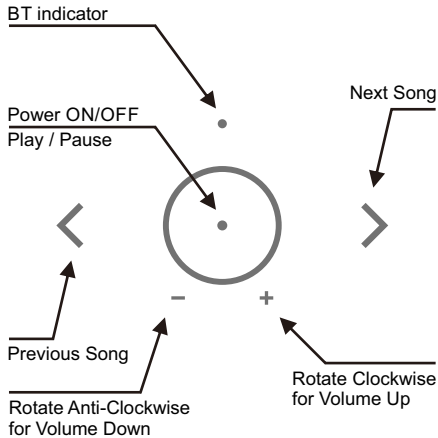 BT indicator
Next Song
Power ON/OFF
Play / Pause
− +
Previous Song
Rotate Clockwise
for Volume Up
Rotate Anti-Clockwise
for Volume Down